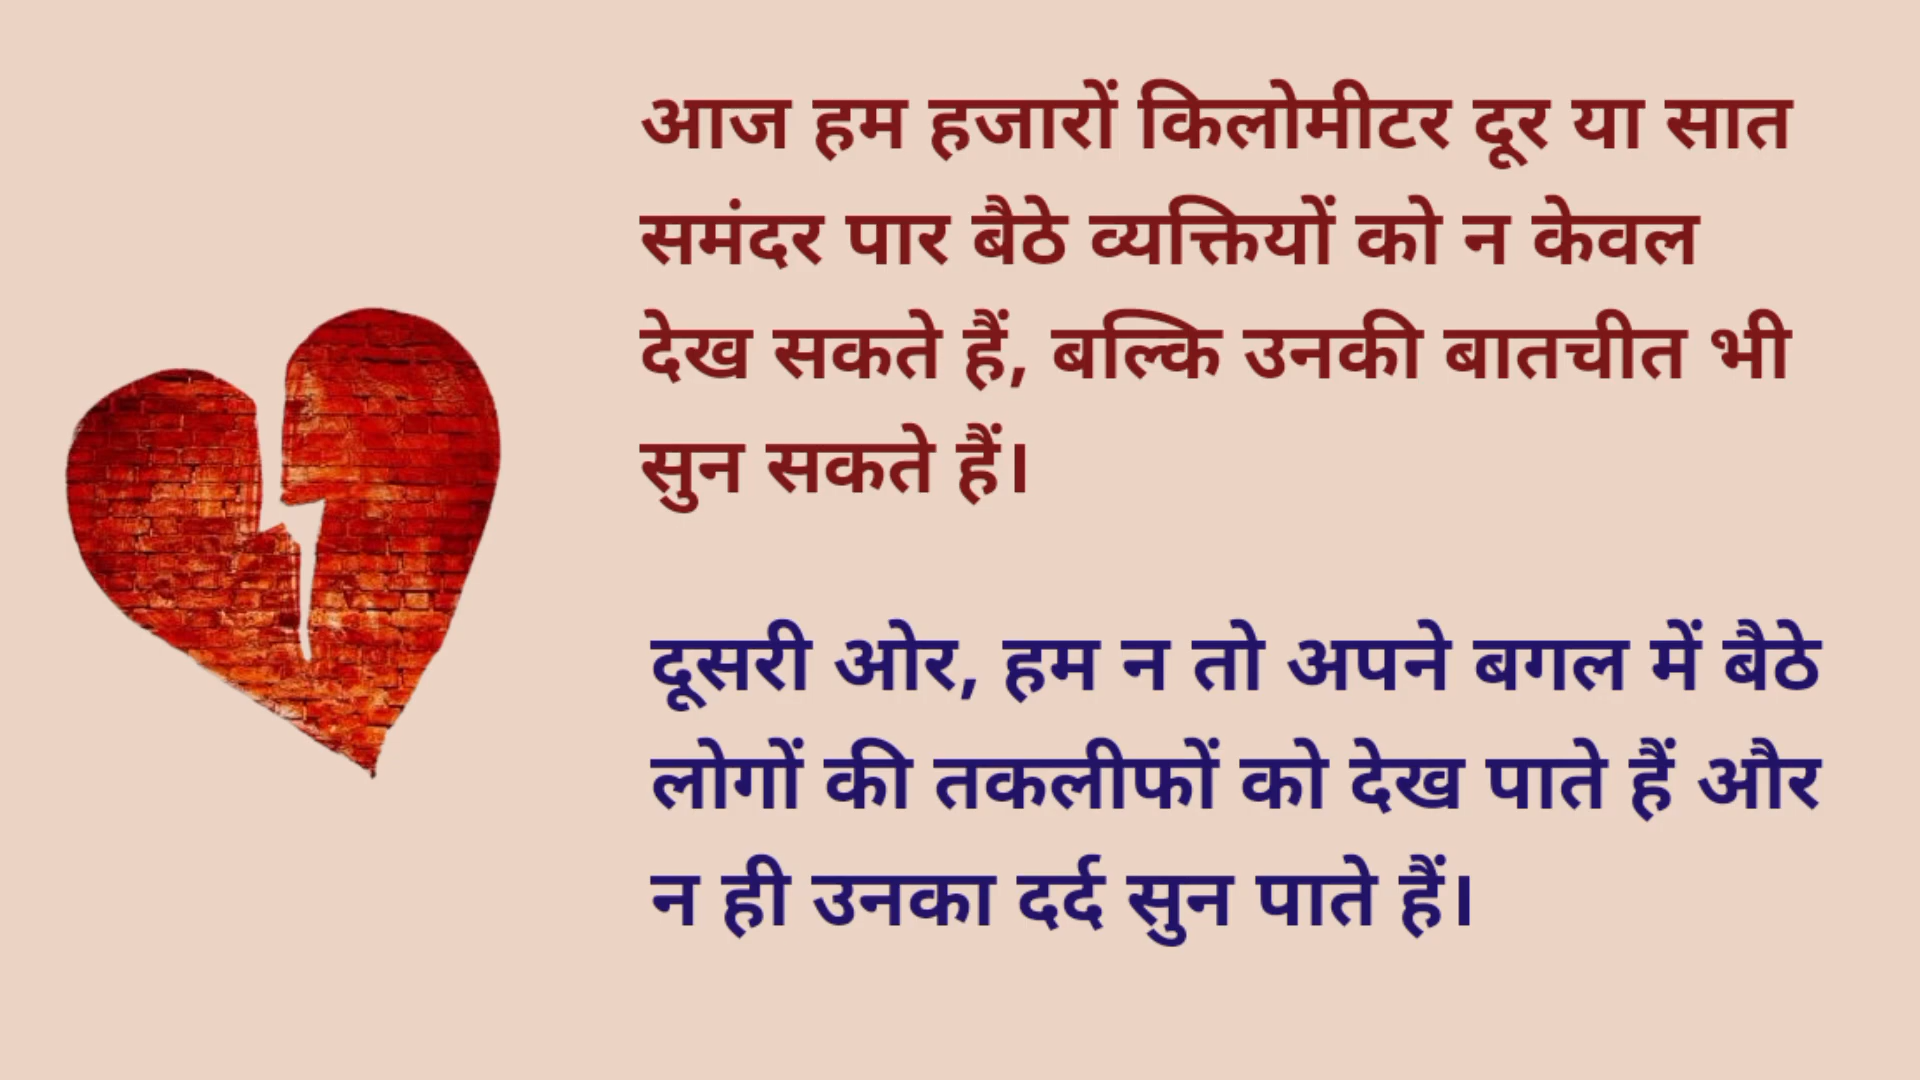 आज हम हजारों किलोमीटर दूर या सात
समंदर पार बैठे व्यक्तियों को न केवल
देख सकते हैं, बल्कि उनकी बातचीत भी
सुन सकते हैं।
दूसरी ओर, हम न तो अपने बगल में बैठे
लोगों की तकलीफों को देख पाते हैं और
न ही उनका दर्द सुन पाते हैं।